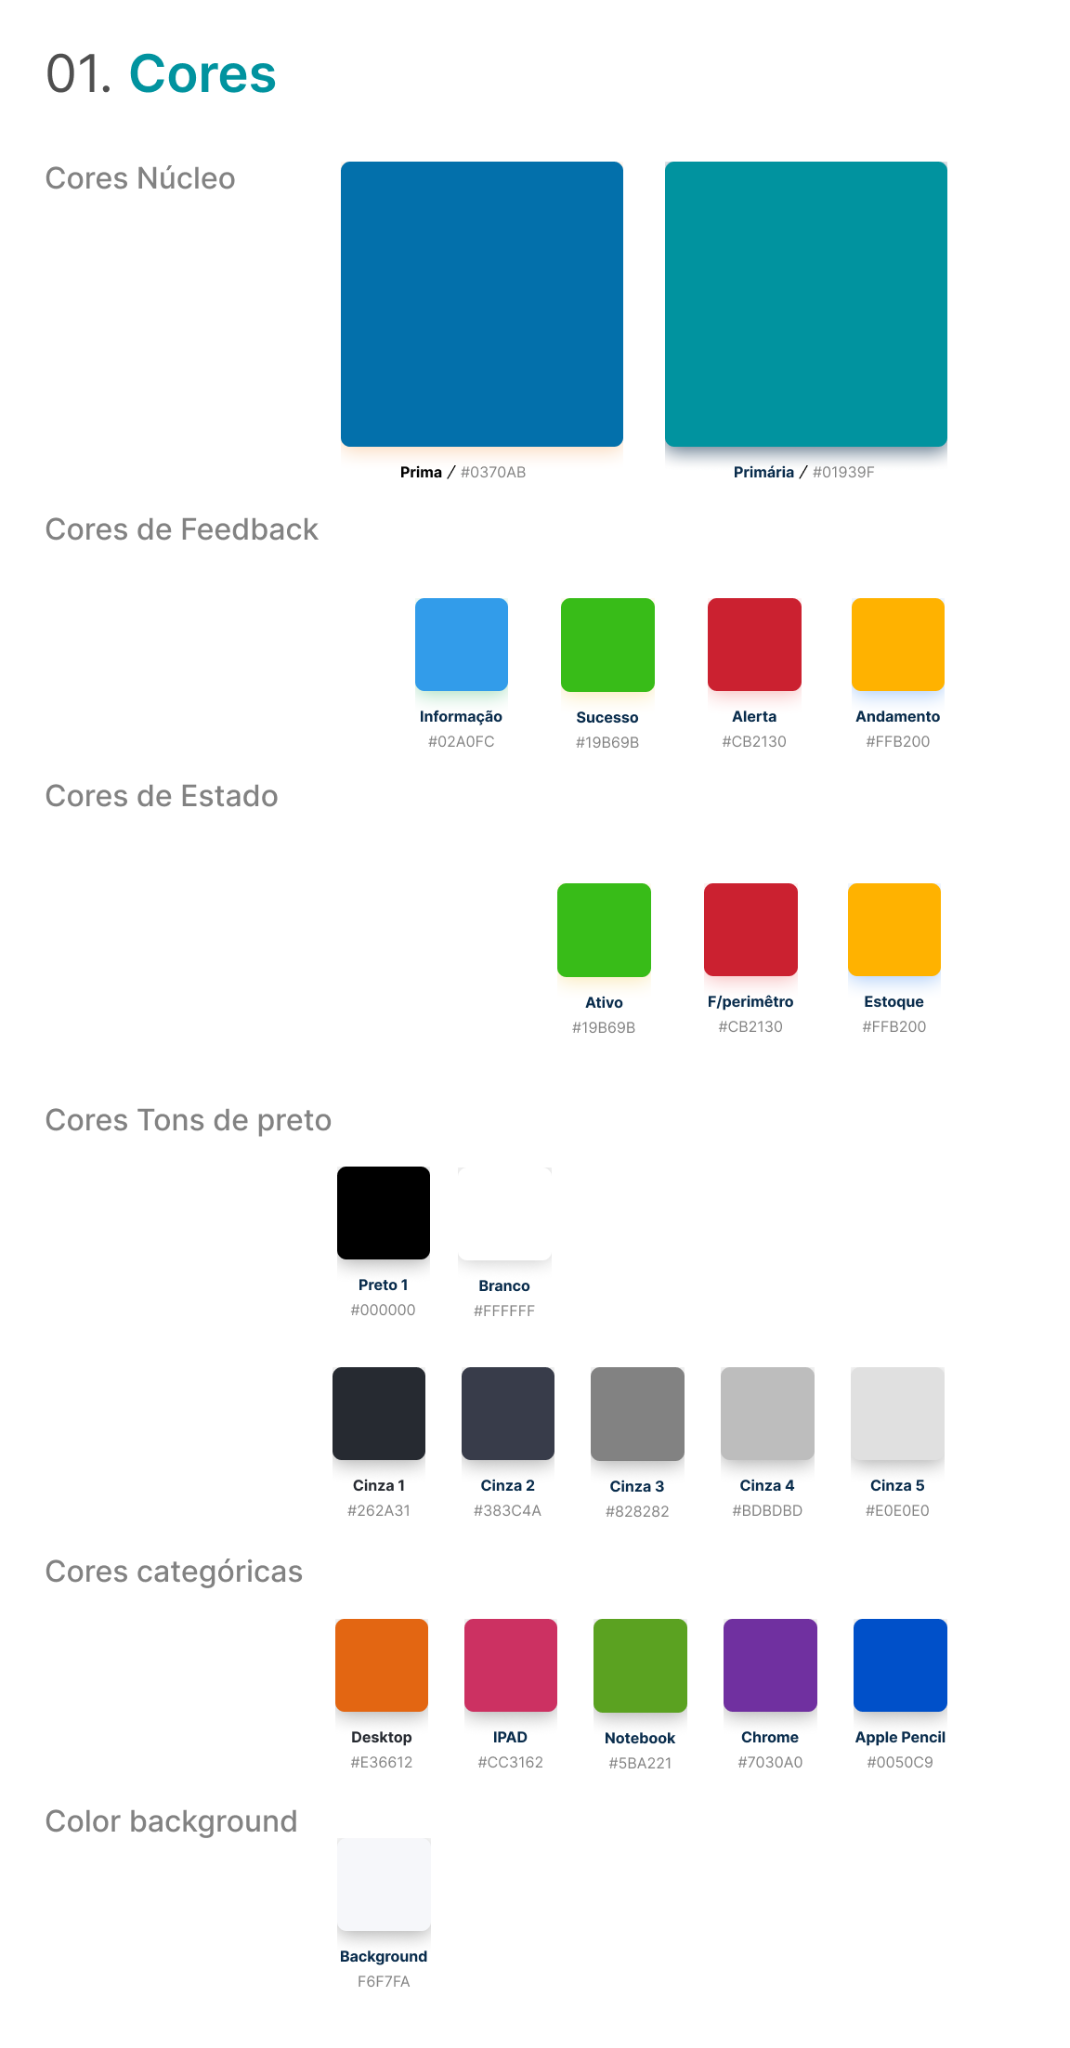 01. Cores
Cores Núcleo
Prima / #0370AB
Primária / #01939F
Cores de Feedback
Informação
#02A0FC
Sucesso
#19B69B
Alerta
#CB2130
Andamento
#FFB200
Cores de Estado
Ativo
#19B69B
F/perimêtro
#CB2130
Estoque
#FFB200
Cores Tons de preto
Preto 1
#000000
Branco
#FFFFFF
Cinza 1
#262A31
Cinza 2
#383C4A
Cinza 3
#828282
Cinza 4
#BDBDBD
Cinza 5
#E0E0E0
Cores categóricas
Desktop
#E36612
IPAD
#CC3162
Notebook
#5BA221
Chrome
#7030A0
Apple Pencil
#0050C9
Color background
Background
F6F7FA